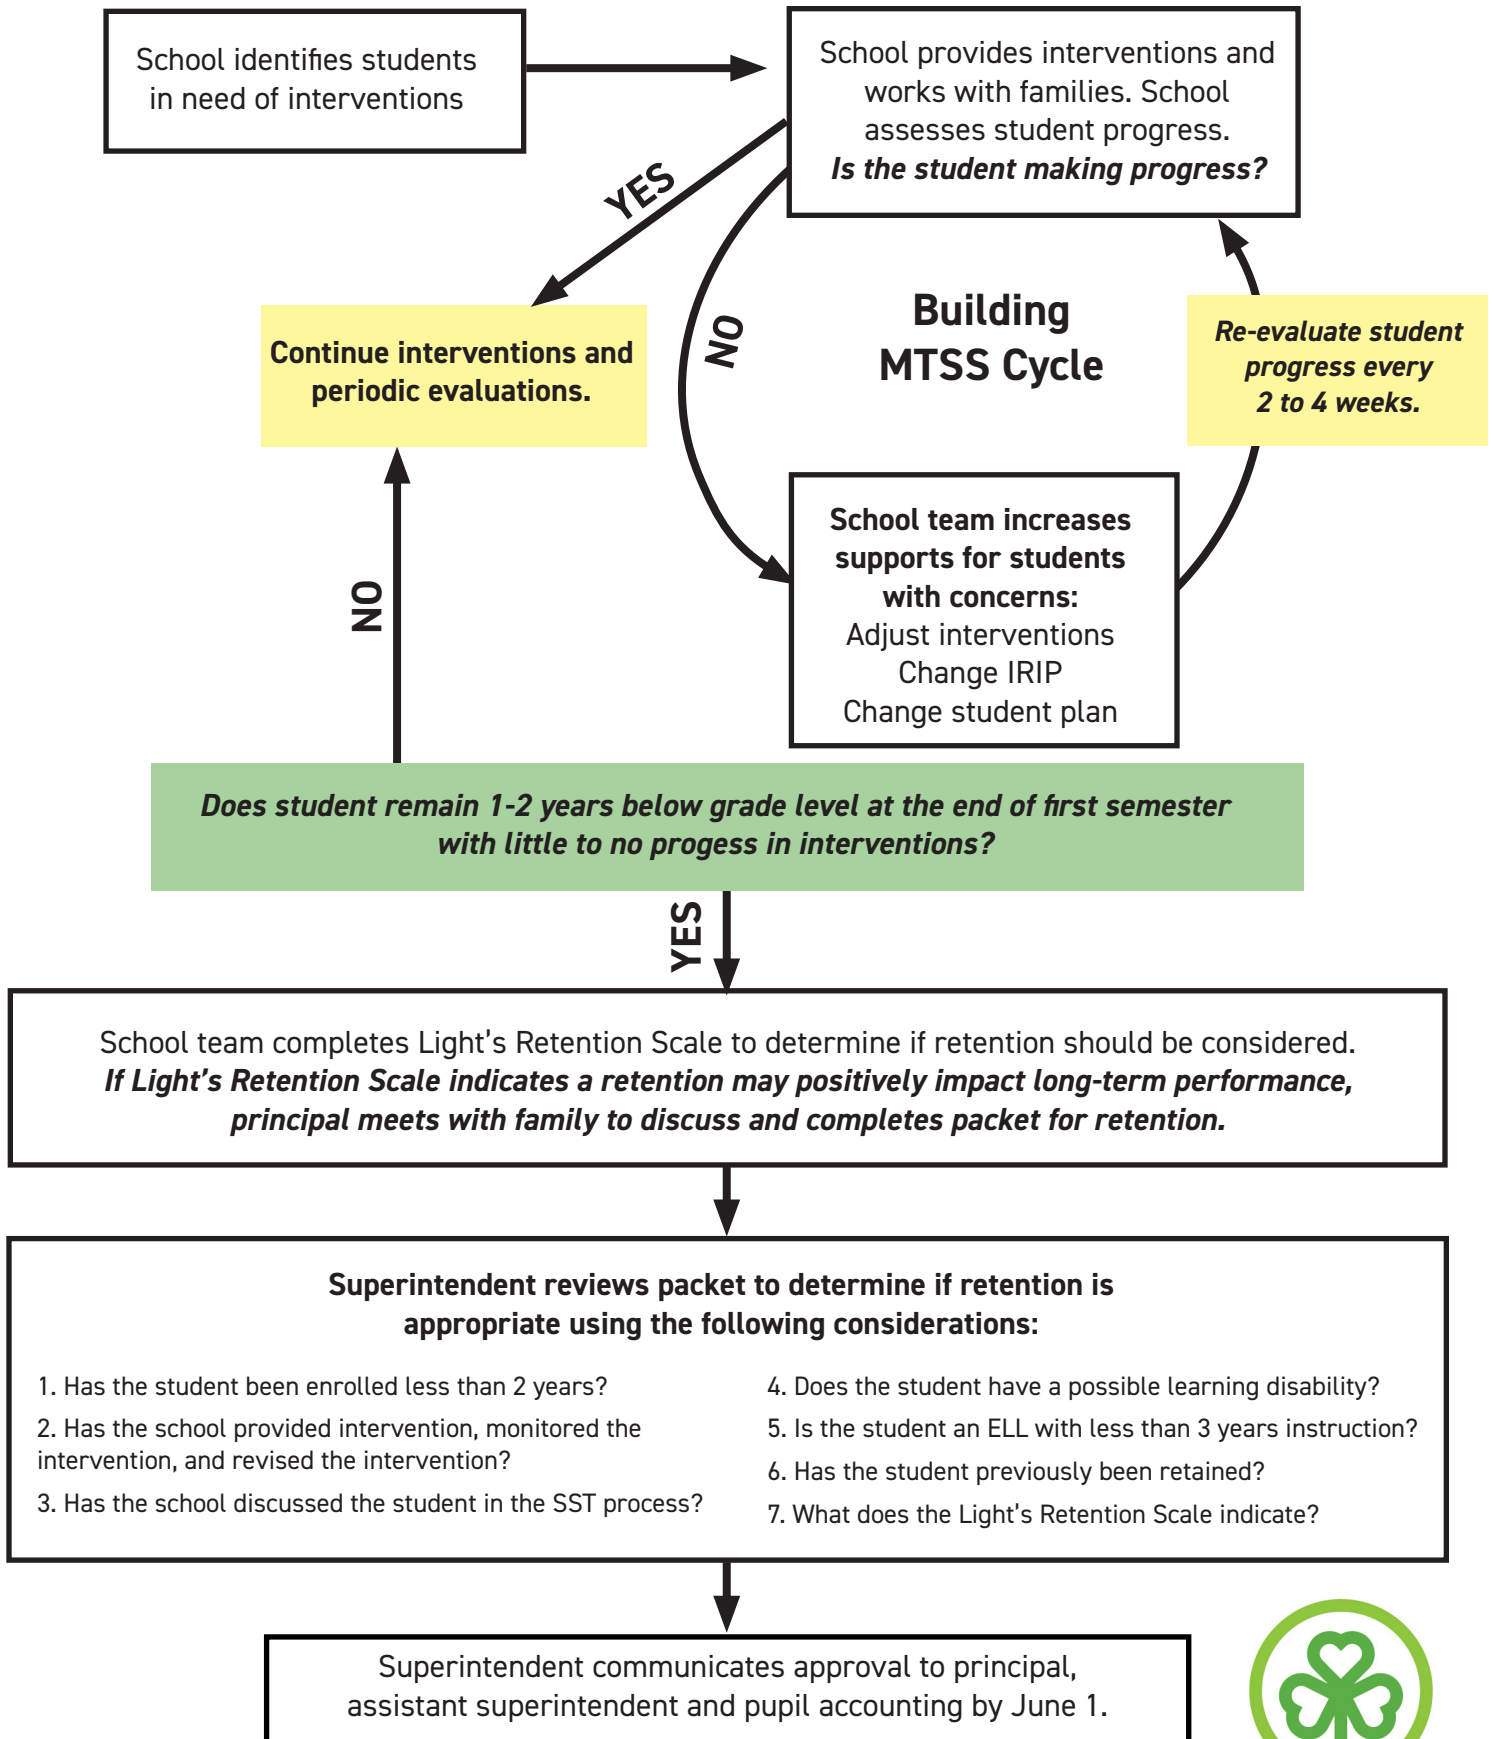 School identifies students
in need of interventions
School provides interventions and
works with families. School
assesses student progress.
Is the student making progress?
YES
NO
Building
MTSS Cycle
Continue interventions and
periodic evaluations.
Re-evaluate student
progress every
2 to 4 weeks.
School team increases
supports for students
with concerns:
Adjust interventions
Change IRIP
Change student plan
NO
Does student remain 1-2 years below grade level at the end of first semester
with little to no progess in interventions?
YES
School team completes Light's Retention Scale to determine if retention should be considered.
If Light's Retention Scale indicates a retention may positively impact long-term performance,
principal meets with family to discuss and completes packet for retention.
Superintendent reviews packet to determine if retention is
appropriate using the following considerations:
1. Has the student been enrolled less than 2 years?
2. Has the school provided intervention, monitored the
intervention, and revised the intervention?
3. Has the school discussed the student in the SST process?
4. Does the student have a possible learning disability?
5. Is the student an ELL with less than 3 years instruction?
6. Has the student previously been retained?
7. What does the Light's Retention Scale indicate?
Superintendent communicates approval to principal,
assistant superintendent and pupil accounting by June 1.